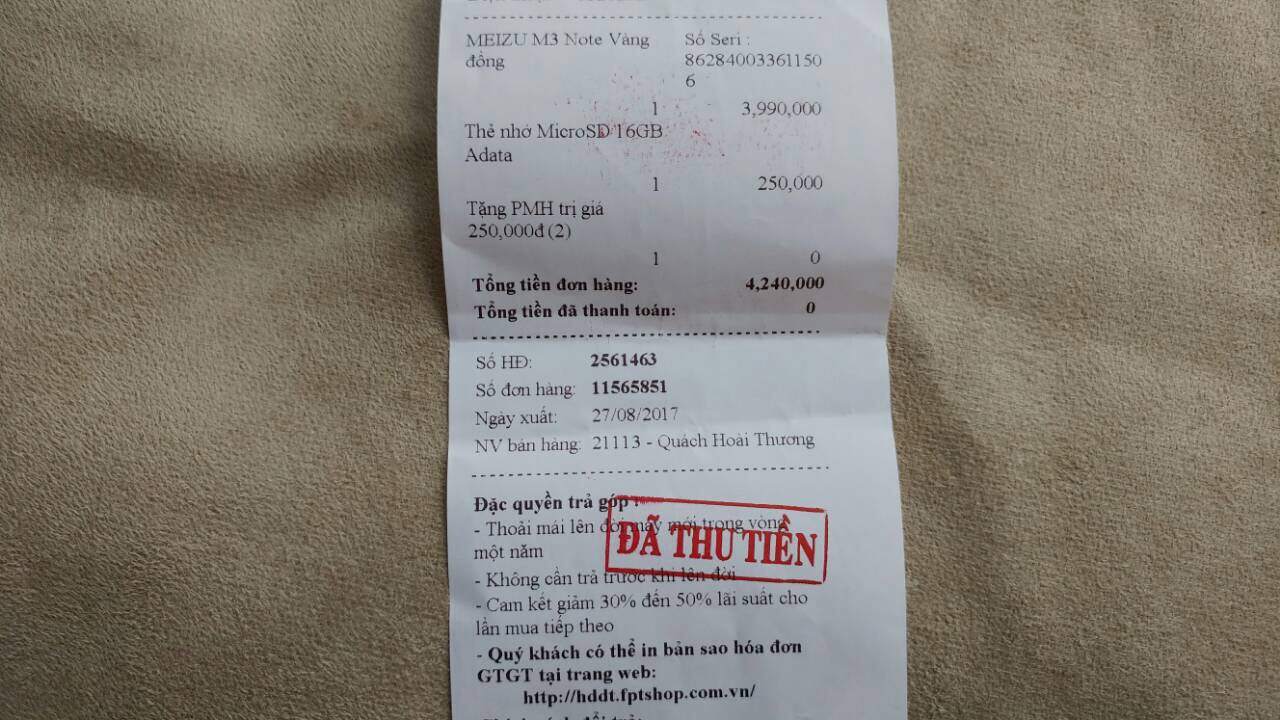 MEIZU M3 Note Vàng Số Seri :
đồng 86284003361150
6
1 3,990,000
Thẻ nhớ MicroSD 16GB
Adata
1 250,000
Tặng PMH trị giá
250,000đ (2)
1 0
Tổng tiền đơn hàng: 4,240,000
Tổng tiền đã thanh toán: 0
Số HĐ: 2561463
Số đơn hàng: 11565851
Ngày xuất: 27/08/2017
NV bán hàng: 21113 - Quách Hoài Thương
Đặc quyền trả góp :
- Thoải mái lên đời máy mới trong vòng
một năm
ĐÃ THU TIỀN
- Không cần trả trước khi lên đời
- Cam kết giảm 30% đến 50% lãi suất cho
lần mua tiếp theo
- Quý khách có thể in bản sao hóa đơn
GTGT tại trang web:
http://hddt.fptshop.com.vn/